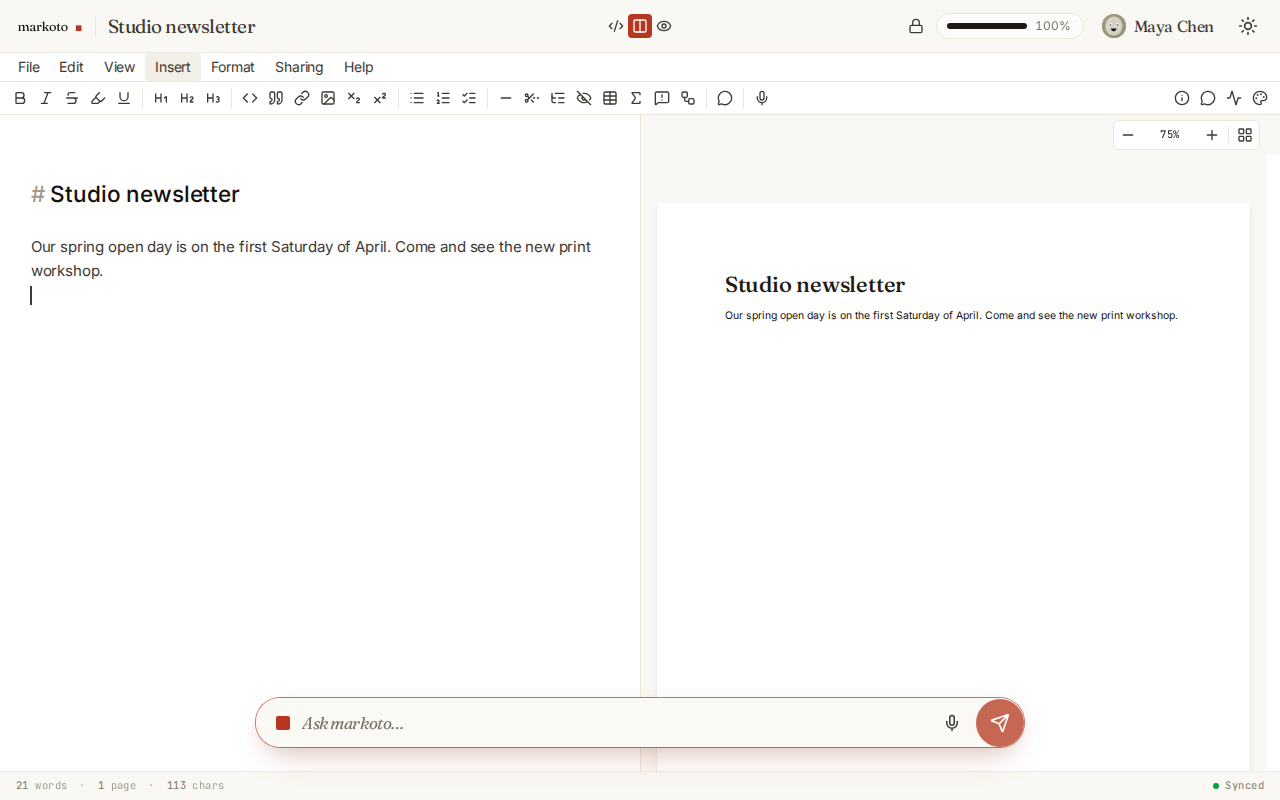 markoto
Studio newsletter
100%
Maya Chen
File Edit View Insert Format Sharing Help
H1 H2 H3
75%
# Studio newsletter
Our spring open day is on the first Saturday of April. Come and see the new print
workshop.
Studio newsletter
Our spring open day is on the first Saturday of April. Come and see the new print workshop.
Ask markoto...
21 words · 1 page · 113 chars
Synced